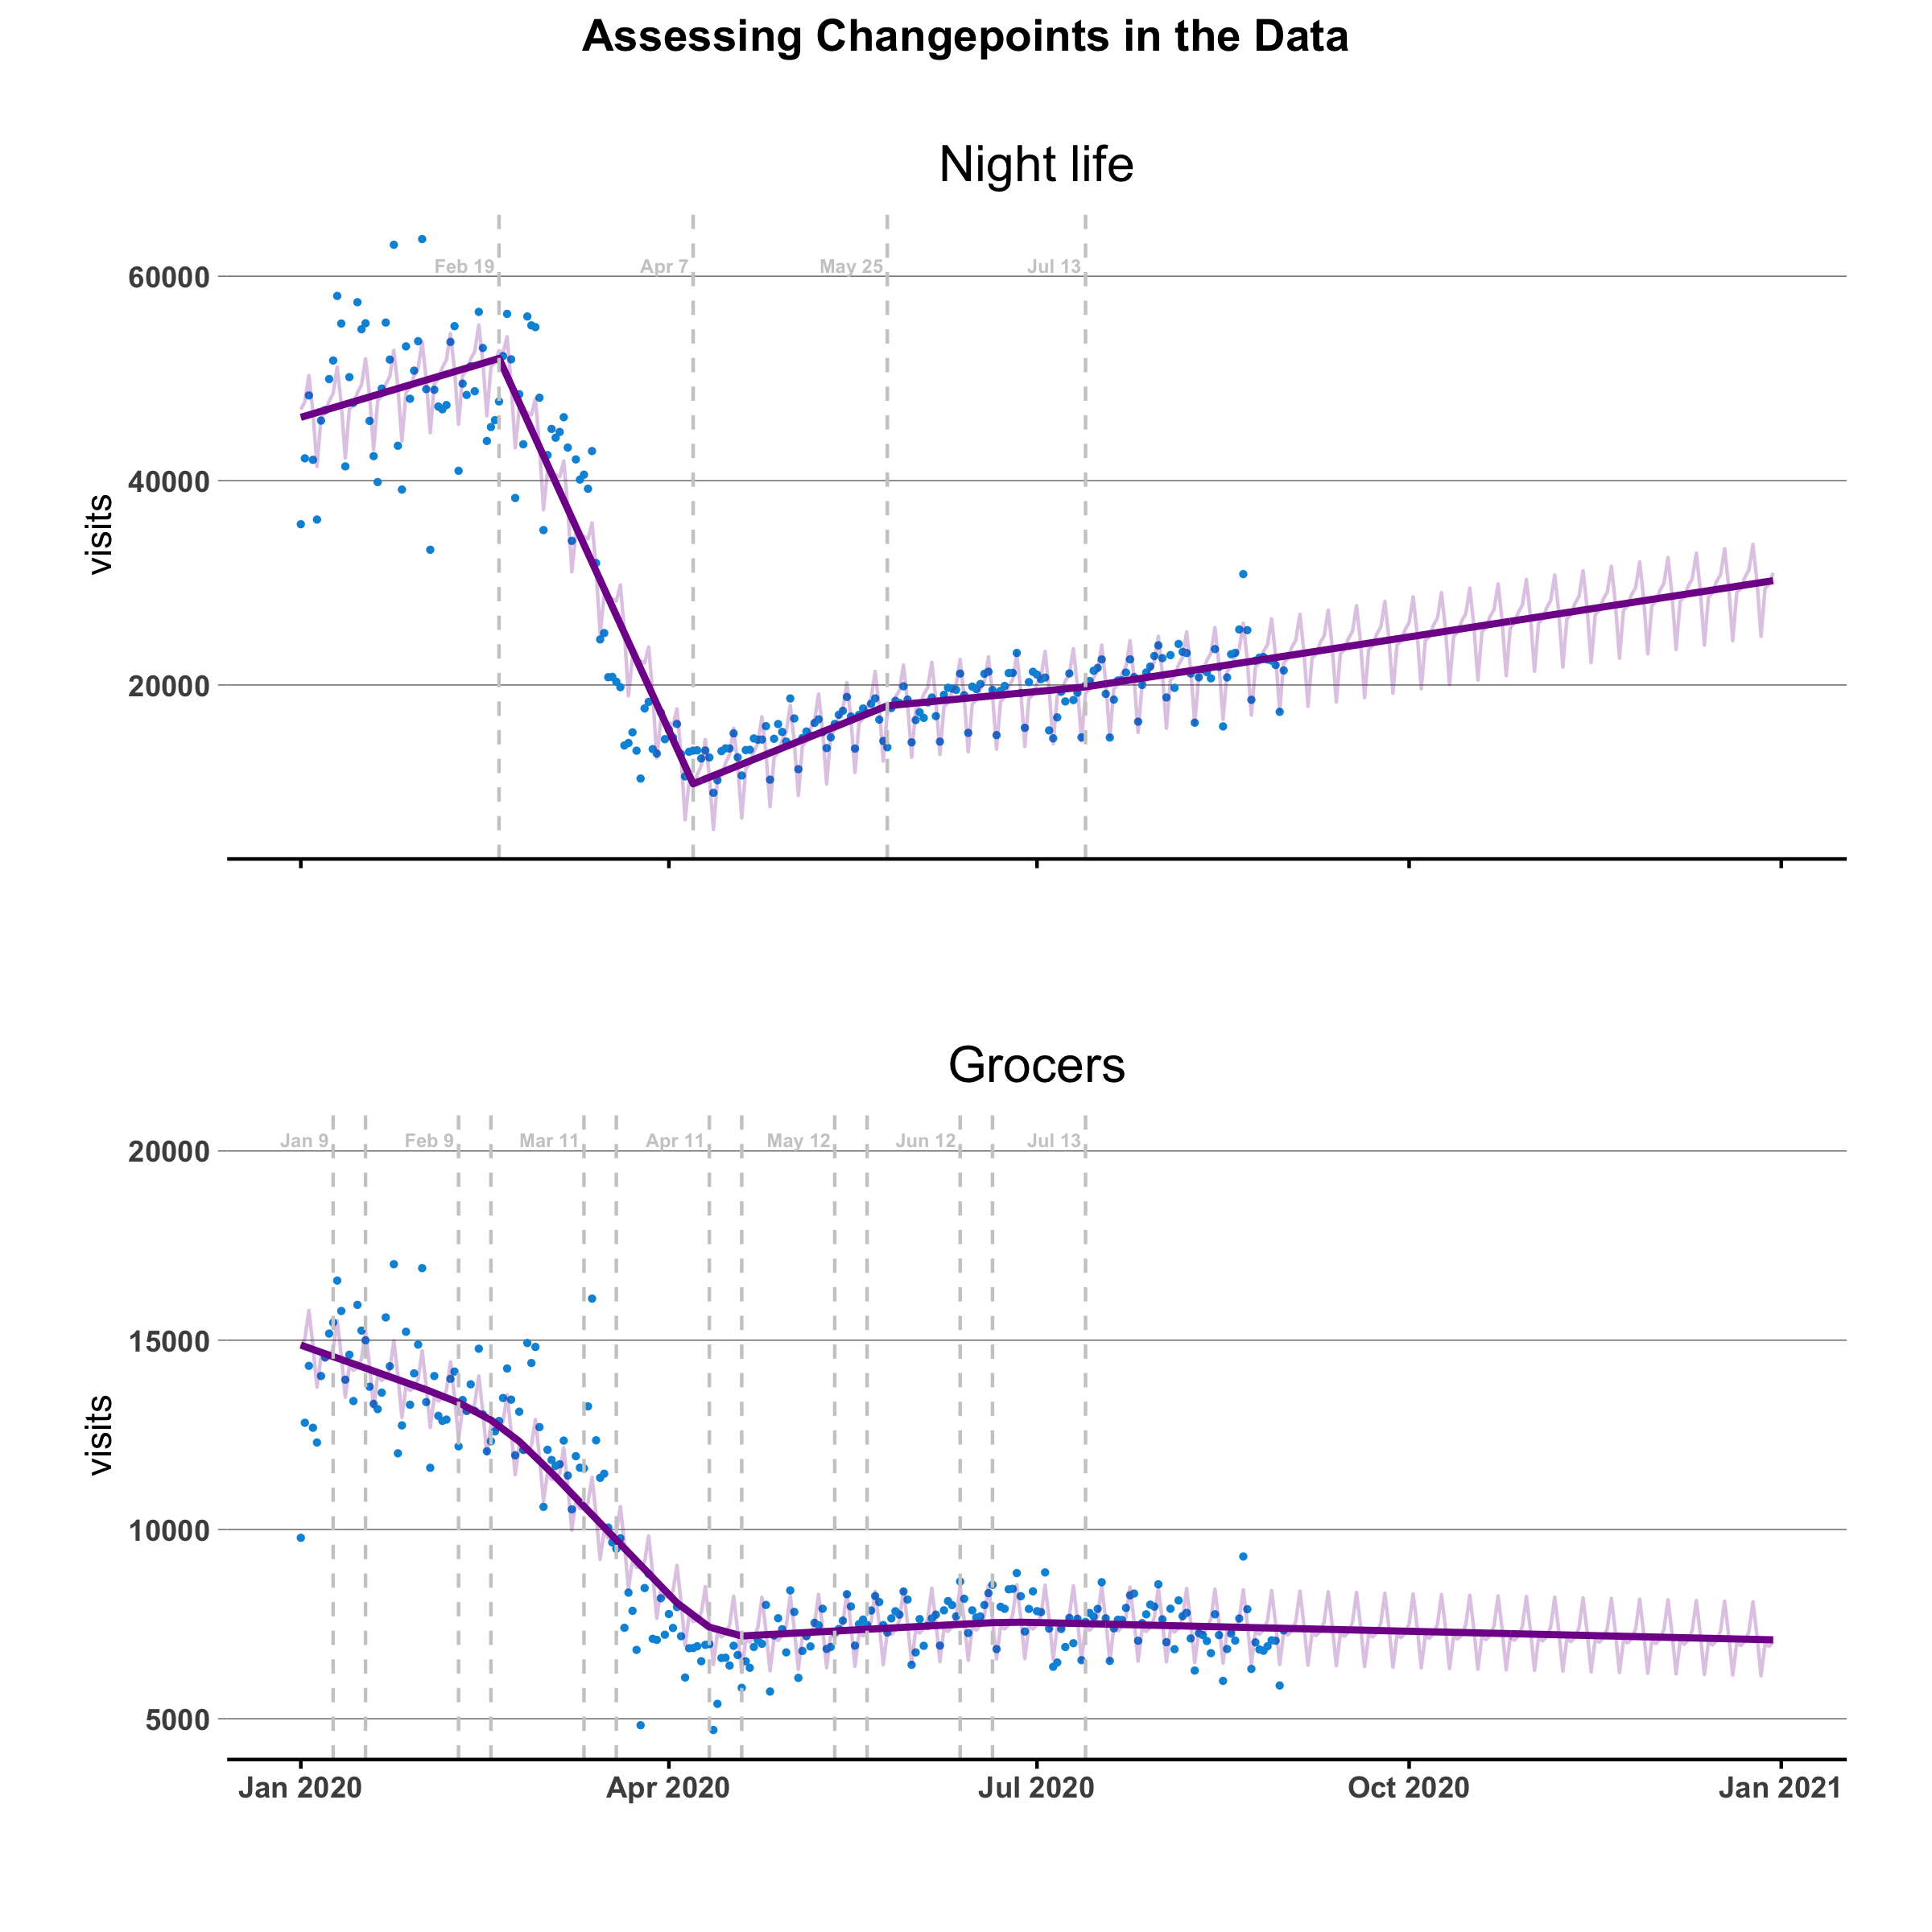 Assessing Changepoints in the Data
Night life
Feb 19 Apr 7 May 25 Jul 13
60000
40000
20000
visits
Grocers
Jan 9 Feb 9 Mar 11 Apr 11 May 12 Jun 12 Jul 13
20000
15000
10000
5000
visits
Jan 2020 Apr 2020 Jul 2020 Oct 2020 Jan 2021